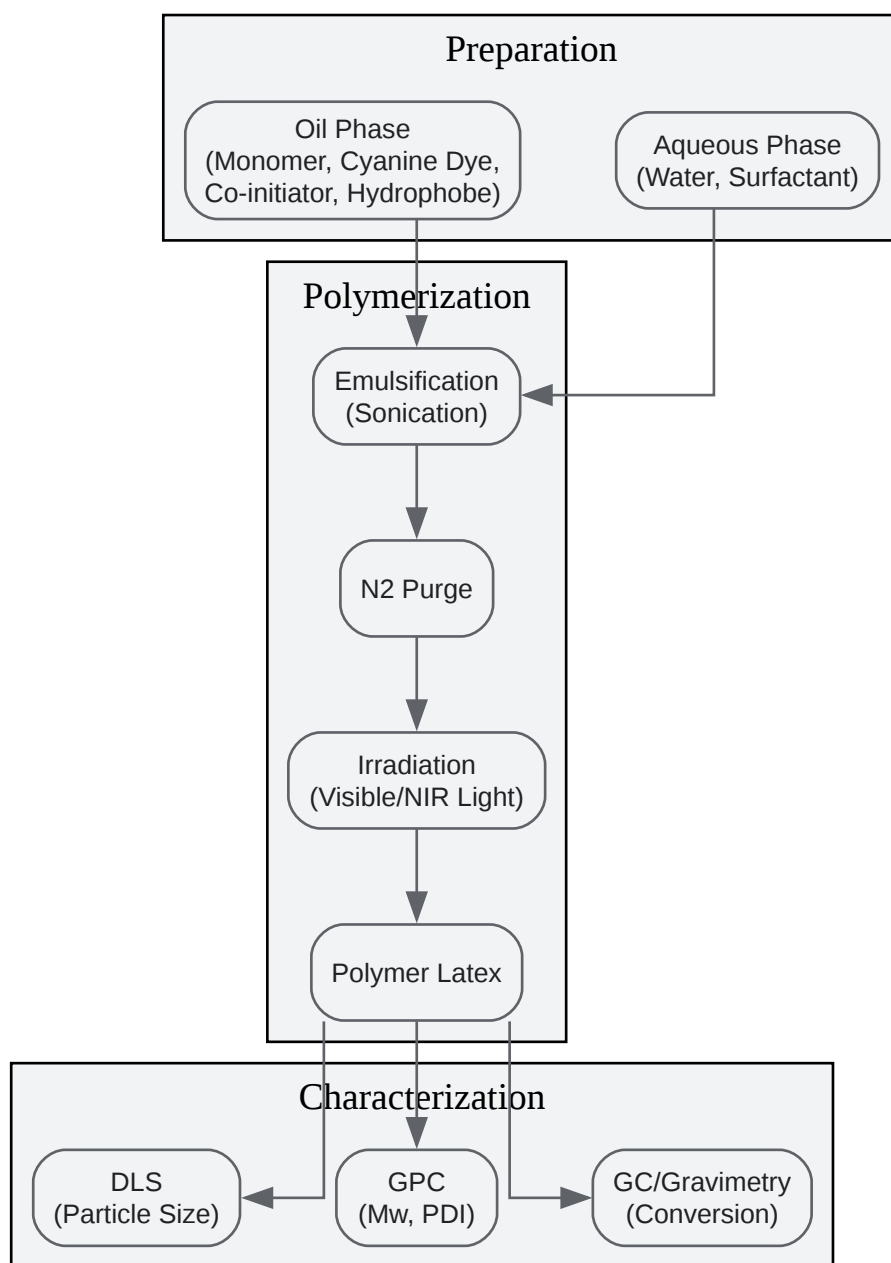 Preparation
Oil Phase
(Monomer, Cyanine Dye,
Co-initiator, Hydrophobe)
Aqueous Phase
(Water, Surfactant)
Polymerization
Emulsification
(Sonication)
N2 Purge
Irradiation
(Visible/NIR Light)
Polymer Latex
Characterization
DLS
(Particle Size)
GPC
(Mw, PDI)
GC/Gravimetry
(Conversion)